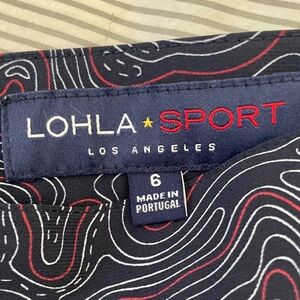 LOHLA★SPORT
LOS ANGELES
6
MADE IN
PORTUGAL